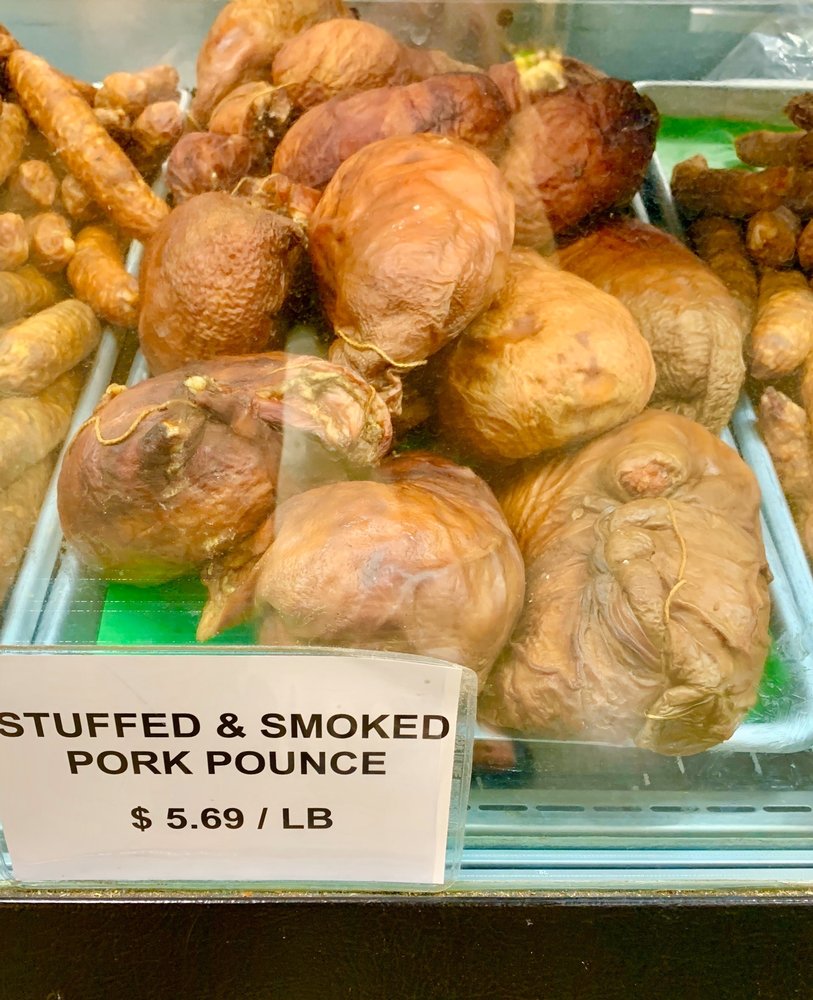 STUFFED & SMOKED
PORK POUNCE
$ 5.69 / LB